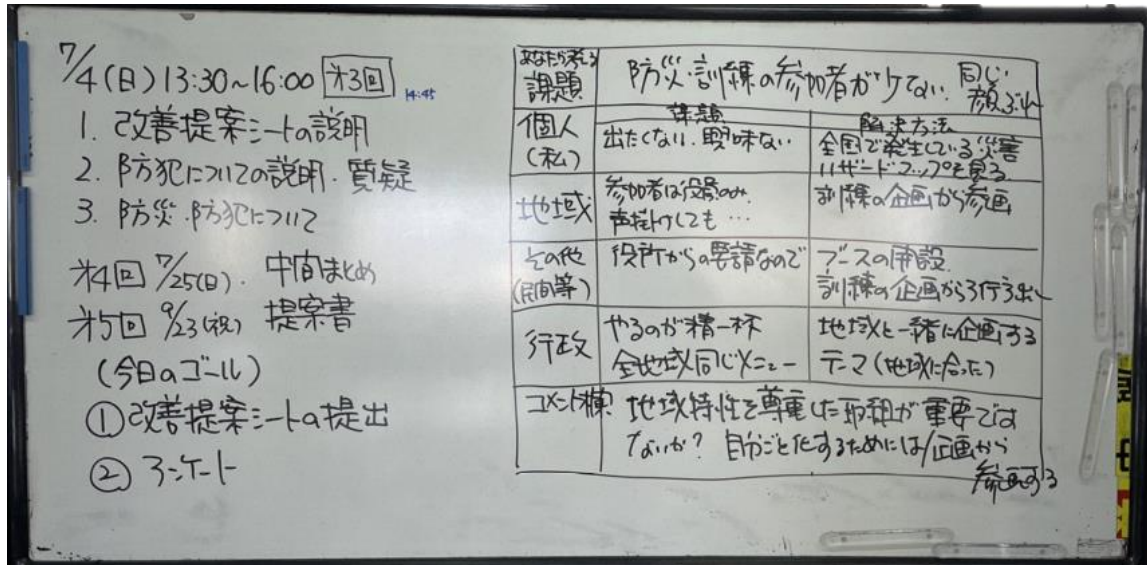 7/4(日)13:30~16:00 第3回
14:45
1. 改善提案シートの説明
2. 防犯についての説明・質疑
3. 防災・防犯について
第4回 7/25(日)・中間まとめ
第5回 9/23(祝) 提案書
(今日のゴール)
①改善提案シートの提出
②アンケート
あなたが考える
課題
防災・訓練の参加者が少ない. 同じ
顔ぶれ
課題 解決方法
個人
(私)
出たくない.興味ない
全国で発生している災害
ハザードマップを見る
地域
参加者は役員のみ.
声掛けしても…
訓練の企画から参画
その他
(民間等)
役所からの要請なので
ブースの開設.
訓練の企画から
行政
やるのが精一杯
全地域同じメニュー
地域と一緒に企画する
テーマ(地域に合った)
コメント欄
地域特性を尊重した取組が重要では
ないか? 自分ごと化するためには企画から
参画する